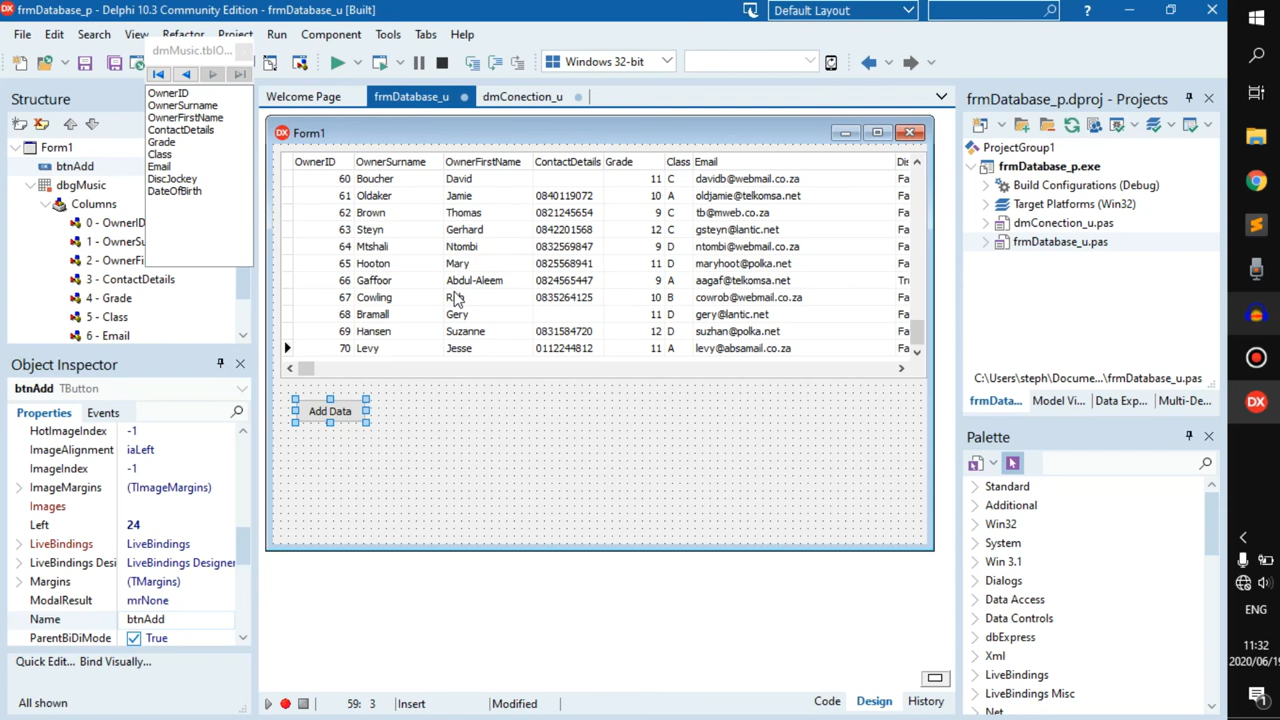 frmDatabase_p - Delphi 10.3 Community Edition - frmDatabase_u [Built]
Default Layout
?
File Edit Search View Refactor Project Run Component Tools Tabs Help
Windows 32-bit
dmMusic.tblO...
OwnerID
OwnerSurname
OwnerFirstName
ContactDetails
Grade
Class
Email
DiscJockey
DateOfBirth
Structure
Form1
btnAdd
dbgMusic
Columns
0 - OwnerID
1 - OwnerSu
2 - OwnerFi
3 - ContactDetails
4 - Grade
5 - Class
6 - Email
Object Inspector
btnAdd TButton
Properties Events
HotImageIndex -1
ImageAlignment iaLeft
ImageIndex -1
ImageMargins (TImageMargins)
Images
Left 24
LiveBindings LiveBindings
LiveBindings Desi LiveBindings Designer
Margins (TMargins)
ModalResult mrNone
Name btnAdd
ParentBiDiMode True
Quick Edit... Bind Visually...
All shown
Welcome Page frmDatabase_u dmConection_u
DX Form1
OwnerID OwnerSurname OwnerFirstName ContactDetails Grade Class Email Dis
60 Boucher David 11 C davidb@webmail.co.za Fa
61 Oldaker Jamie 0840119072 10 A oldjamie@telkomsa.net Fa
62 Brown Thomas 0821245654 9 C tb@mweb.co.za Fa
63 Steyn Gerhard 0842201568 12 C gsteyn@lantic.net Fa
64 Mtshali Ntombi 0832569847 9 D ntombi@webmail.co.za Fa
65 Hooton Mary 0825568941 11 D maryhoot@polka.net Fa
66 Gaffoor Abdul-Aleem 0824565447 9 A aagaf@telkomsa.net Tru
67 Cowling 0835264125 10 B cowrob@webmail.co.za Fa
68 Bramall Gery 11 D gery@lantic.net Fa
69 Hansen Suzanne 0831584720 12 D suzhan@polka.net Fa
70 Levy Jesse 0112244812 11 A levy@absamail.co.za Fa
Add Data
59: 3 Insert Modified
Code Design History
frmDatabase_p.dproj - Projects
ProjectGroup1
frmDatabase_p.exe
Build Configurations (Debug)
Target Platforms (Win32)
dmConection_u.pas
frmDatabase_u.pas
C:\Users\steph\Docume...\frmDatabase_u.pas
frmData... Model Vi... Data Exp... Multi-De...
Palette
Standard
Additional
Win32
System
Win 3.1
Dialogs
Data Access
Data Controls
dbExpress
Xml
LiveBindings
LiveBindings Misc
Net
DX
ENG
11:32
2020/06/19
1